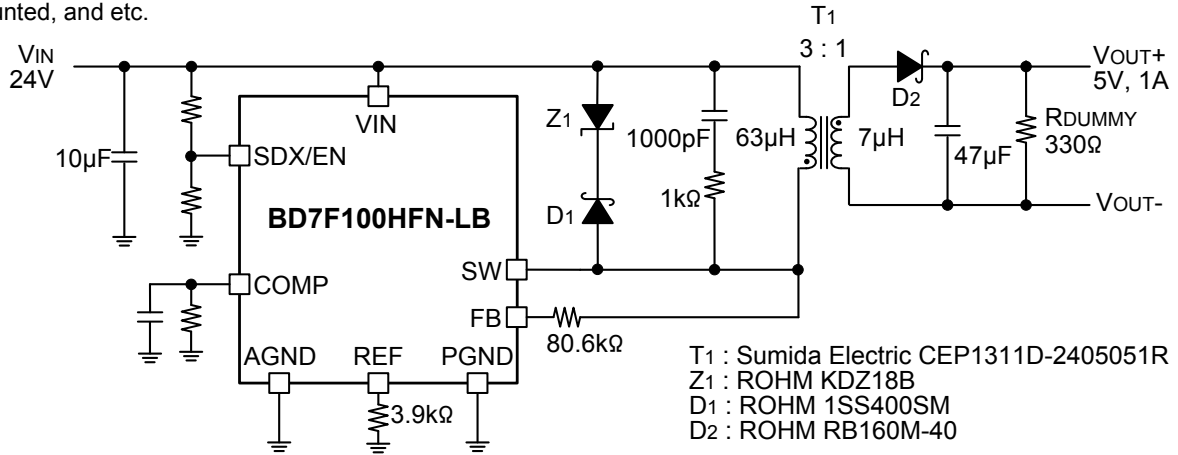 unted, and etc.
T1
3 : 1
VIN
24V
VOUT+
5V, 1A
D2
VIN
Z1
1000pF
63µH
7µH
RDUMMY
330Ω
10µF
SDX/EN
47µF
1kΩ
BD7F100HFN-LB
D1
VOUT-
SW
COMP
FB
80.6kΩ
AGND
REF
PGND
3.9kΩ
T1 : Sumida Electric CEP1311D-2405051R
Z1 : ROHM KDZ18B
D1 : ROHM 1SS400SM
D2 : ROHM RB160M-40